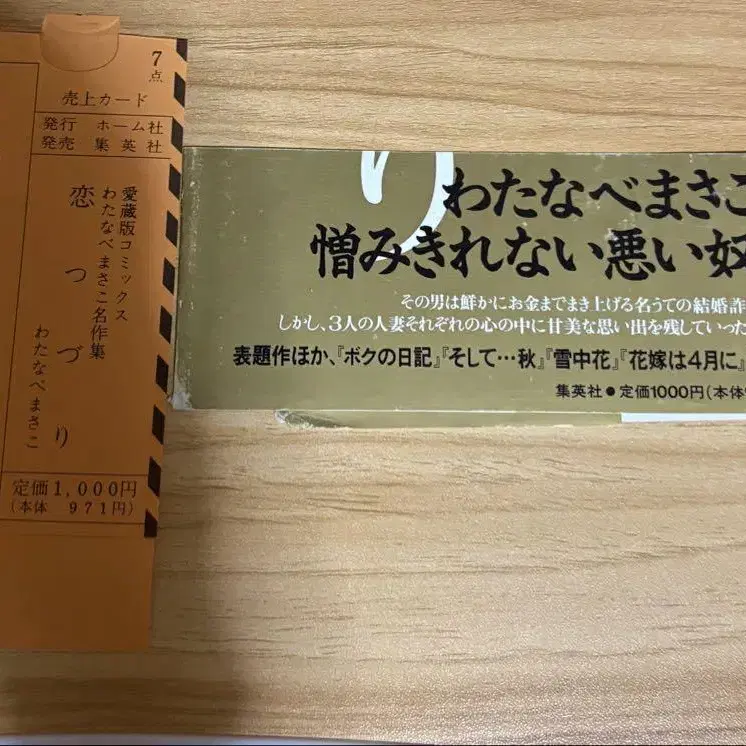 7点
売上カード
発行 ホーム社
発売 集英社
愛蔵版コミックス
わたなべまさこ名作集
恋つづり
わたなべまさこ
定価1,000円
(本体 971円)
り
わたなべまさこ
憎みきれない悪い奴
その男は鮮かにお金までまき上げる名うての結婚詐
しかし、3人の人妻それぞれの心の中に甘美な思い出を残していった
表題作ほか、『ボクの日記』『そして…秋』『雪中花』『花嫁は4月に』
集英社●定価1000円(本体